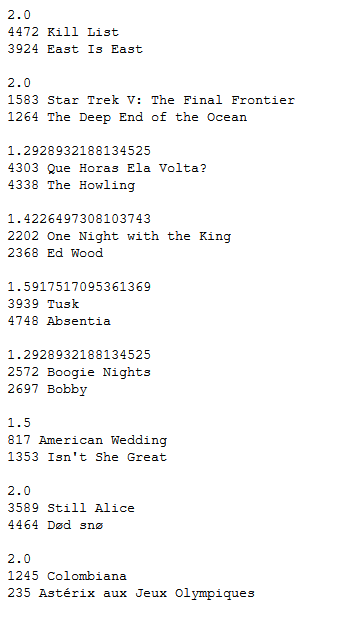 2.0
4472 Kill List
3924 East Is East

2.0
1583 Star Trek V: The Final Frontier
1264 The Deep End of the Ocean

1.2928932188134525
4303 Que Horas Ela Volta?
4338 The Howling

1.4226497308103743
2202 One Night with the King
2368 Ed Wood

1.5917517095361369
3939 Tusk
4748 Absentia

1.2928932188134525
2572 Boogie Nights
2697 Bobby

1.5
817 American Wedding
1353 Isn't She Great

2.0
3589 Still Alice
4464 Død snø

2.0
1245 Colombiana
235 Astérix aux Jeux Olympiques